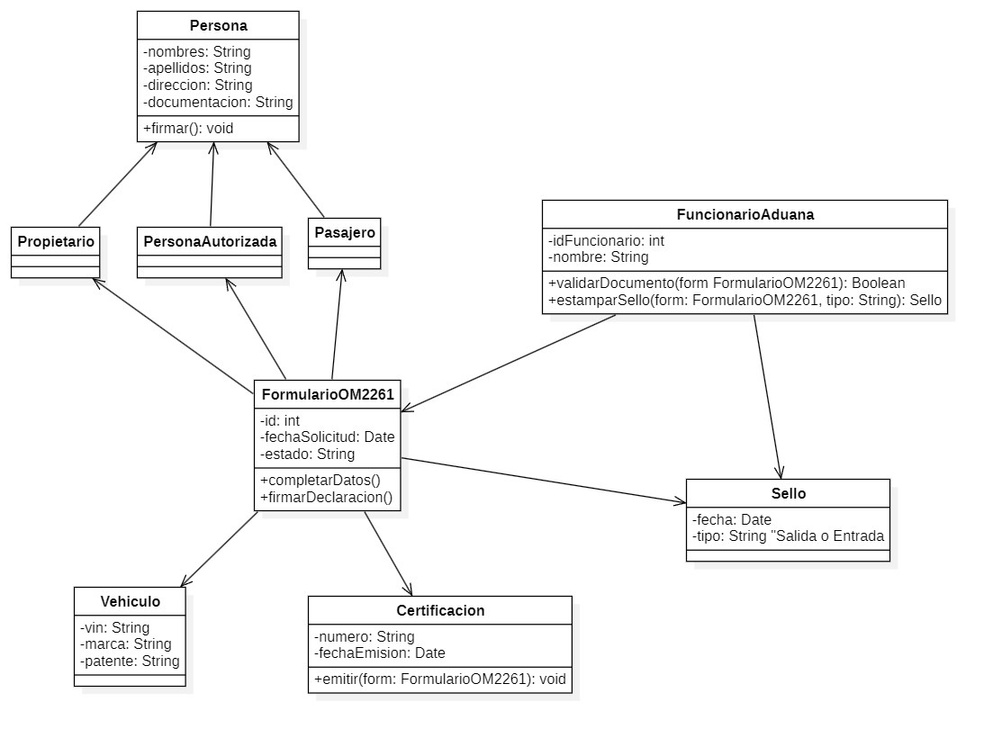 Persona
-nombres: String
-apellidos: String
-direccion: String
-documentacion: String
+firmar(): void
Propietario
PersonaAutorizada
Pasajero
FuncionarioAduana
-idFuncionario: int
-nombre: String
+validarDocumento(form FormularioOM2261): Boolean
+estamparSello(form: FormularioOM2261, tipo: String): Sello
FormularioOM2261
-id: int
-fechaSolicitud: Date
-estado: String
+completarDatos()
+firmarDeclaracion()
Sello
-fecha: Date
-tipo: String "Salida o Entrada
Vehiculo
-vin: String
-marca: String
-patente: String
Certificacion
-numero: String
-fechaEmision: Date
+emitir(form: FormularioOM2261): void